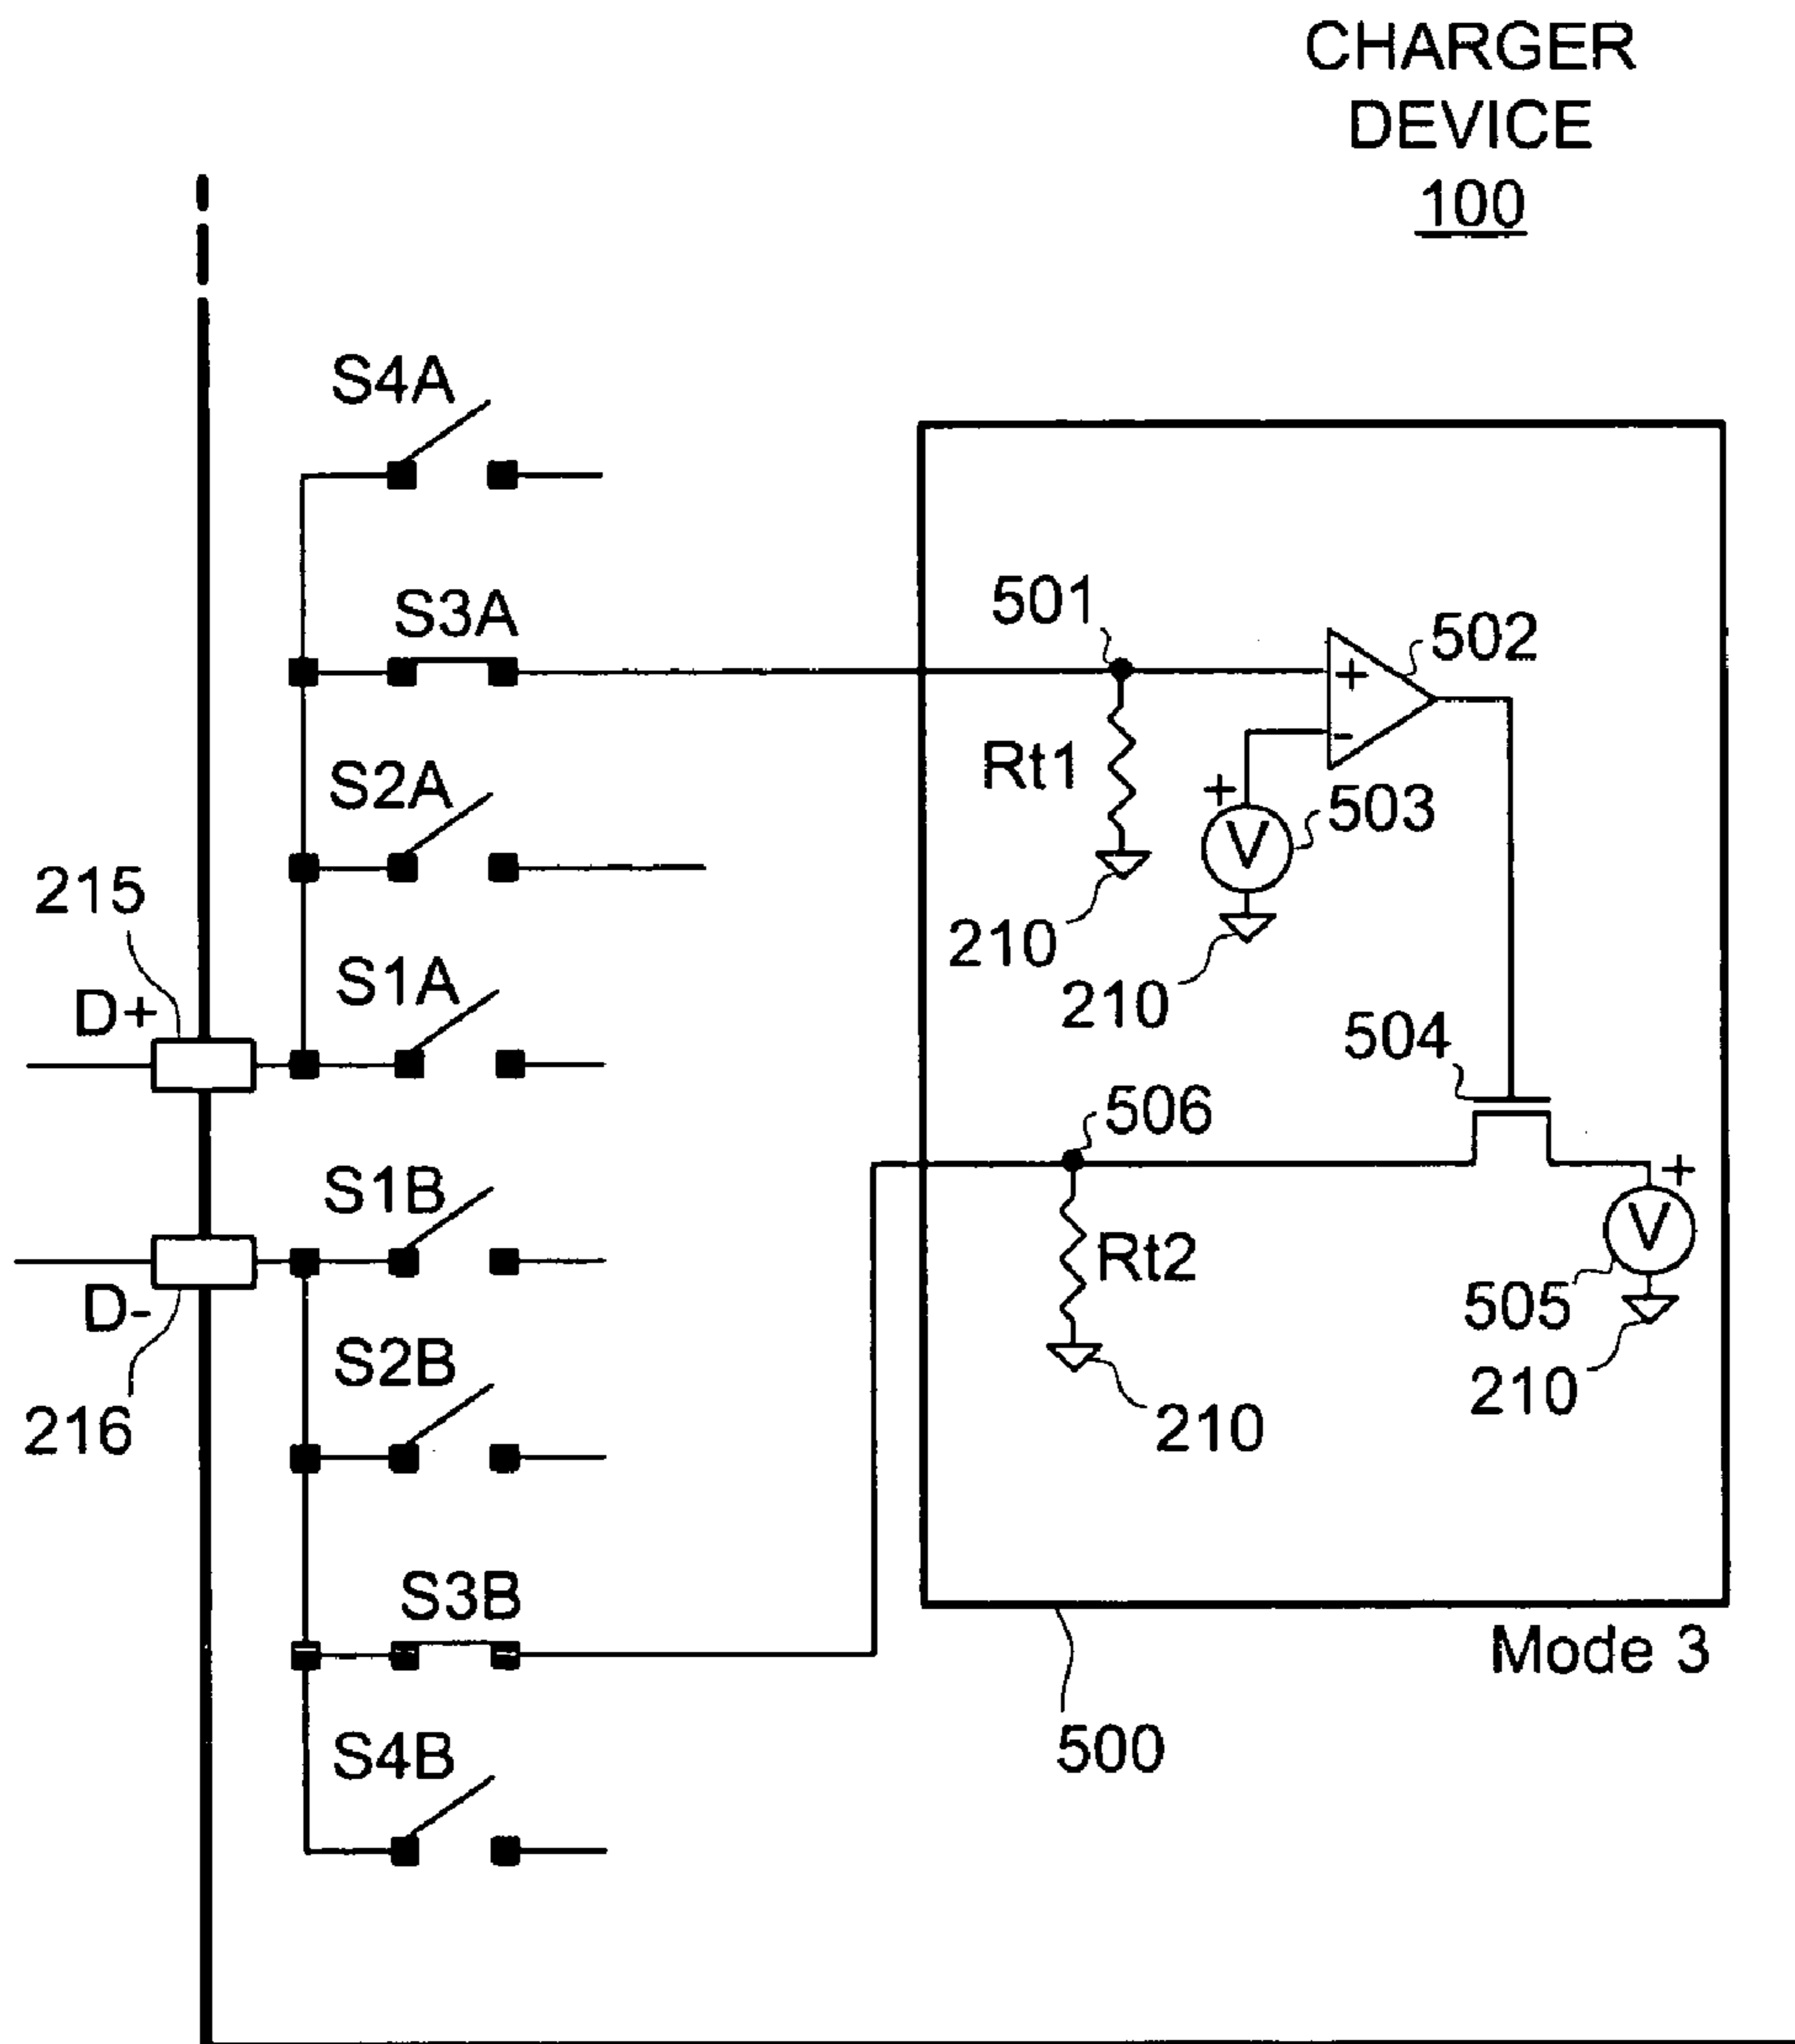 CHARGER
DEVICE
100
S4A
S3A
501
+
502
-
Rt1
S2A
+
503
V
215
210
S1A
210
D+
504
506
S1B
+
V
Rt2
D-
505
S2B
210
216
210
S3B
Mode 3
S4B
500